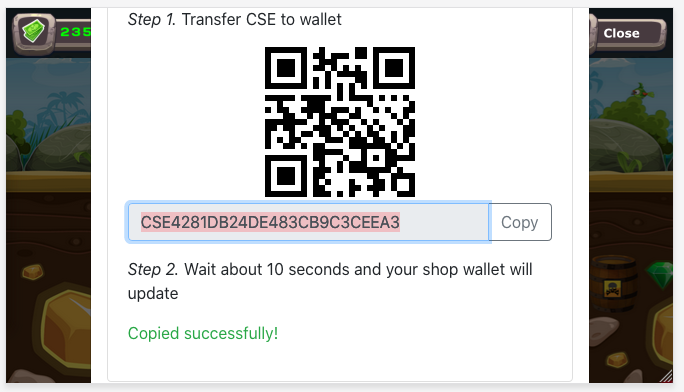 Step 1. Transfer CSE to wallet
235
Close
CSE4281DB24DE483CB9C3CEEA3
Copy
Step 2. Wait about 10 seconds and your shop wallet will
update
Copied successfully!